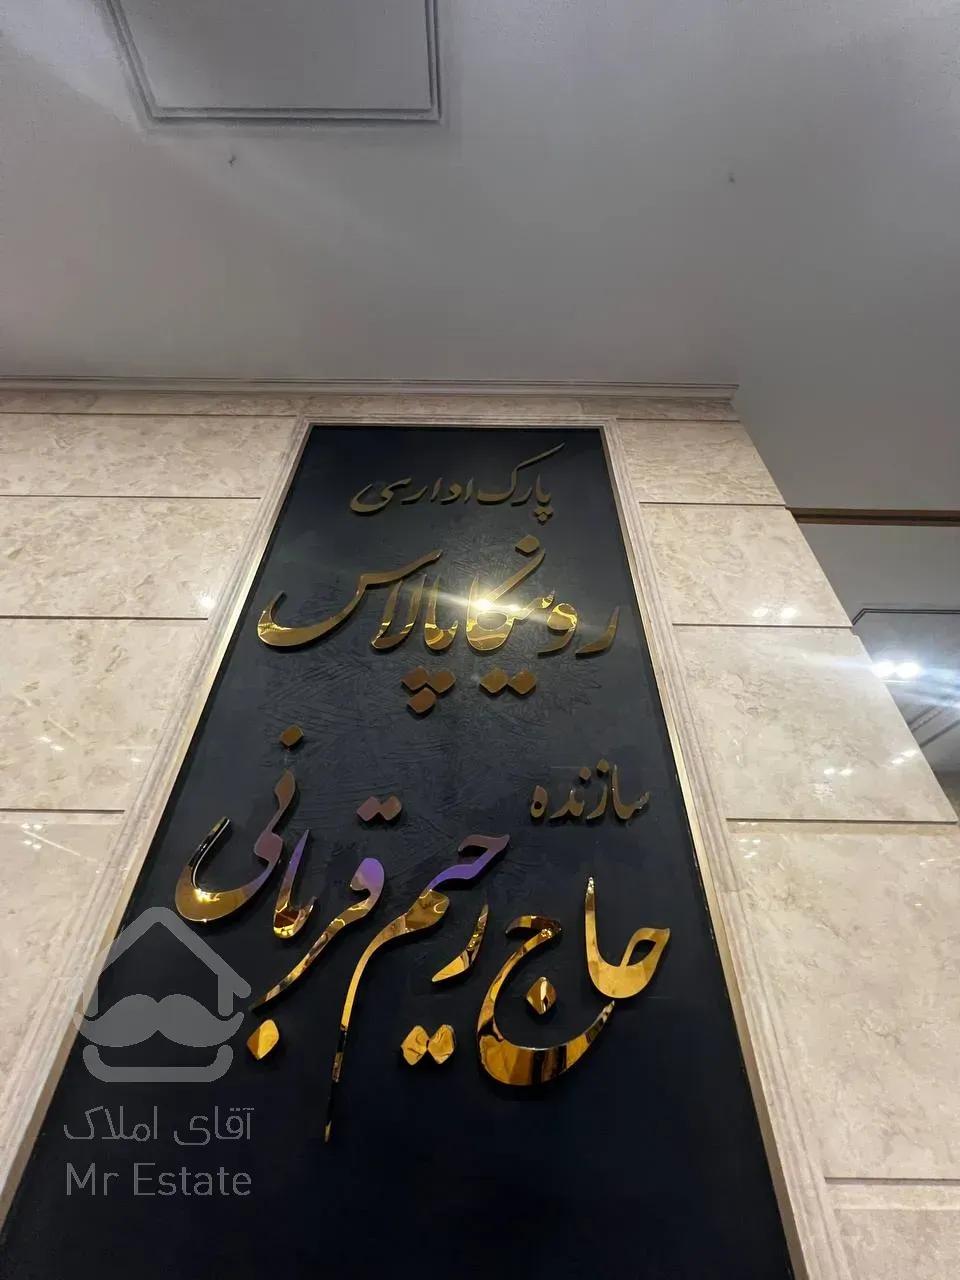 پارک اداری
رونیکا پالاس
سازنده
حاج رحیم قربانی
آقای املاک
Mr Estate